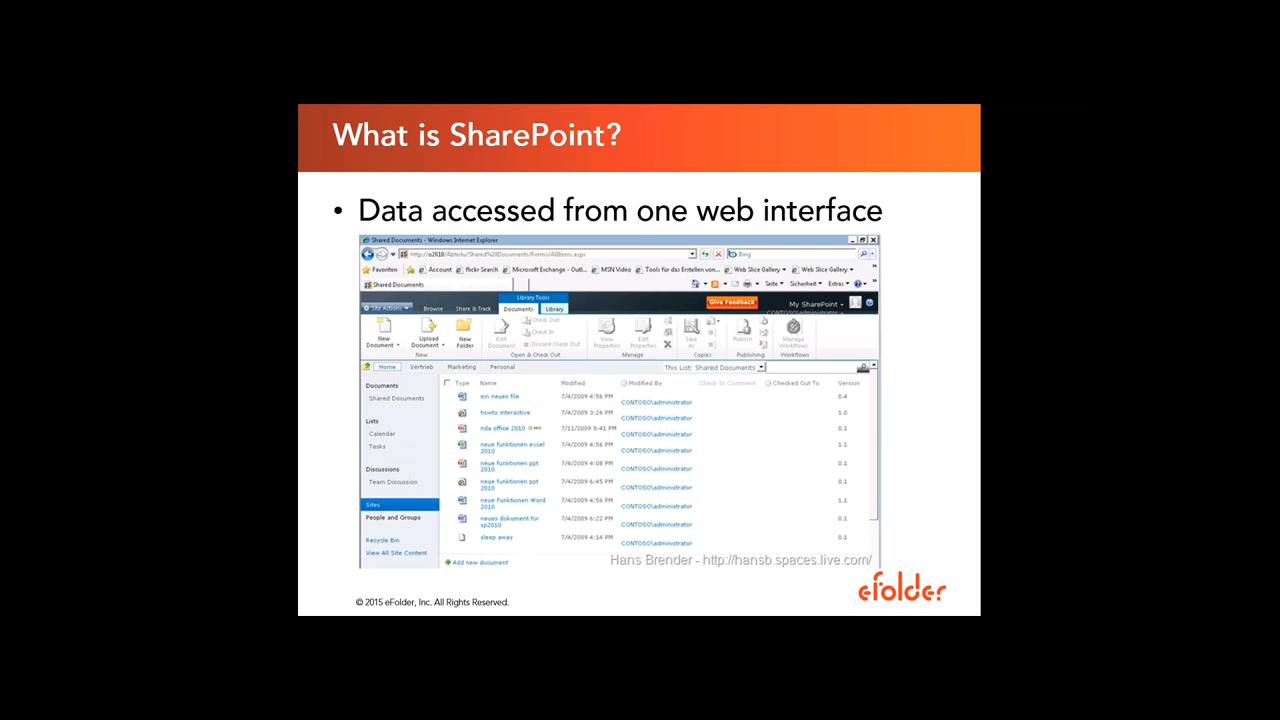 What is SharePoint?
• Data accessed from one web interface
Shared Documents - Windows Internet Explorer
Bing
Favoriten Account flickr Search Microsoft Exchange - Outl... MSN Video Tools für das Erstellen von... Web Slice Gallery Web Slice Gallery
Shared Documents Seite Sicherheit Extras
Library Tools
Give Feedback My SharePoint
Site Actions Browse Share & Track Documents Library
CONTOSO\administrator
New Document Upload Document New Folder Edit Document Check Out Check In Discard Check Out View Properties Edit Properties Save As Publish Manage Workflows
New Open & Check Out Manage Copies Publishing Workflows
Home Vertrieb Marketing Personal This List: Shared Documents
Documents
Shared Documents
Lists
Calendar
Tasks
Discussions
Team Discussion
Sites
People and Groups
Recycle Bin
View All Site Content
Type Name Modified Modified By Check In Comment Checked Out To Version
ein neues file 7/4/2009 4:56 PM CONTOSO\administrator 0.4
howto interactive 7/4/2009 3:26 PM CONTOSO\administrator 1.0
nda office 2010 7/11/2009 8:41 PM CONTOSO\administrator 0.1
neue funktionen excel 2010 7/4/2009 4:56 PM CONTOSO\administrator 1.1
neue funktionen ppt 2010 7/4/2009 4:08 PM CONTOSO\administrator 0.1
neue funktionen ppt 2010 7/4/2009 6:45 PM CONTOSO\administrator 0.1
neue Funktionen Word 2010 7/4/2009 4:56 PM CONTOSO\administrator 1.1
neues dokument für sp2010 7/4/2009 6:22 PM CONTOSO\administrator 0.1
sleep away 7/4/2009 4:14 PM CONTOSO\administrator 0.1
Add new document
Hans Brender - http://hansb.spaces.live.com/
eFolder
© 2015 eFolder, Inc. All Rights Reserved.